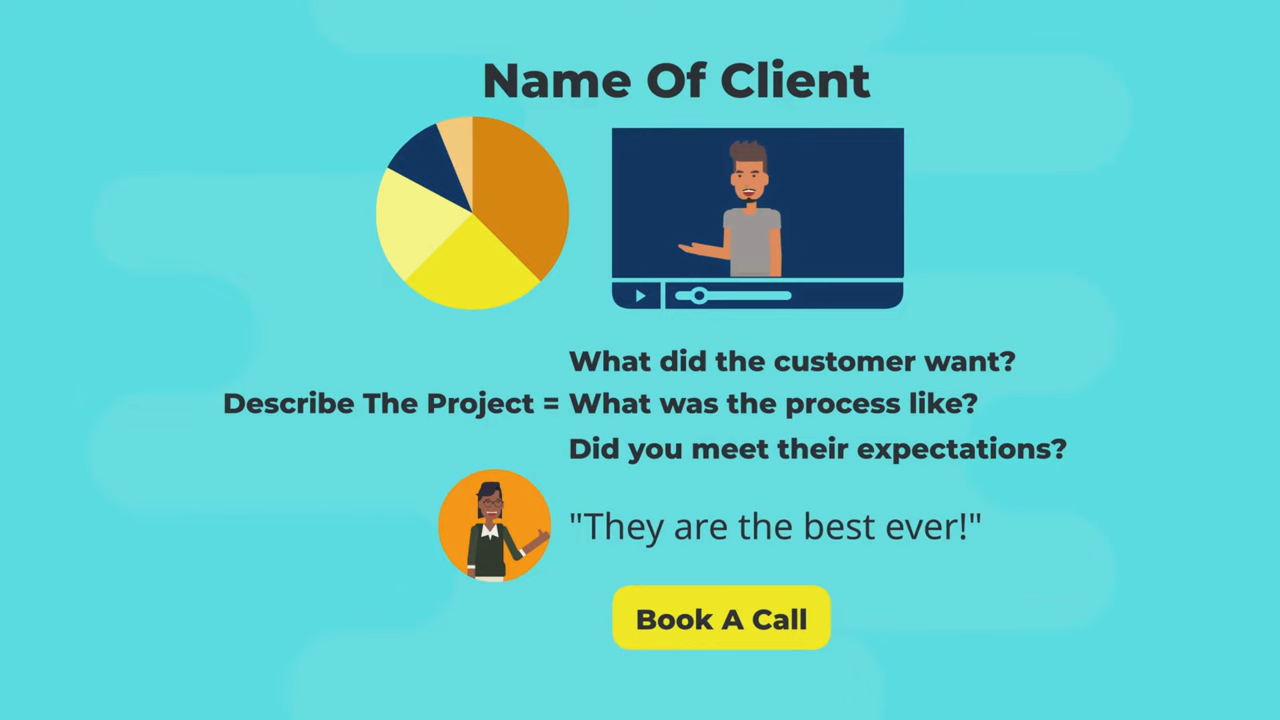 Name Of Client
What did the customer want?
Describe The Project = What was the process like?
Did you meet their expectations?
"They are the best ever!"
Book A Call